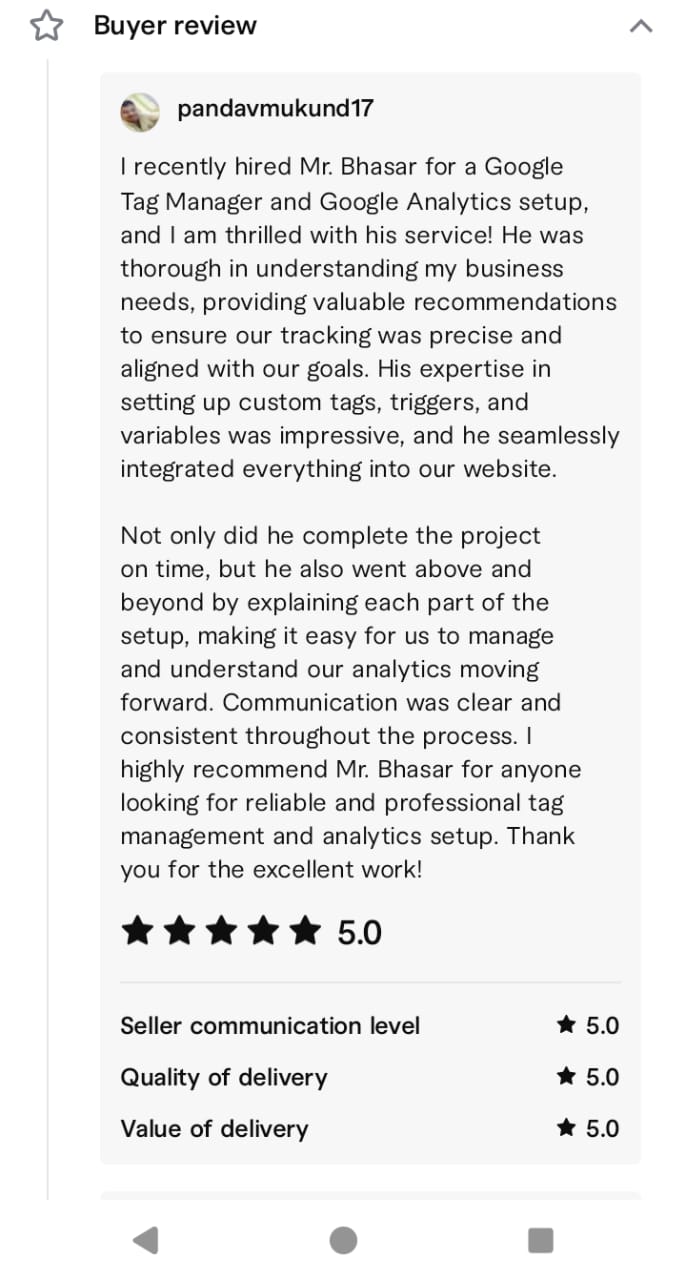 Buyer review
pandavmukund17
I recently hired Mr. Bhasar for a Google
Tag Manager and Google Analytics setup,
and I am thrilled with his service! He was
thorough in understanding my business
needs, providing valuable recommendations
to ensure our tracking was precise and
aligned with our goals. His expertise in
setting up custom tags, triggers, and
variables was impressive, and he seamlessly
integrated everything into our website.
Not only did he complete the project
on time, but he also went above and
beyond by explaining each part of the
setup, making it easy for us to manage
and understand our analytics moving
forward. Communication was clear and
consistent throughout the process. I
highly recommend Mr. Bhasar for anyone
looking for reliable and professional tag
management and analytics setup. Thank
you for the excellent work!
5.0
Seller communication level 5.0
Quality of delivery 5.0
Value of delivery 5.0